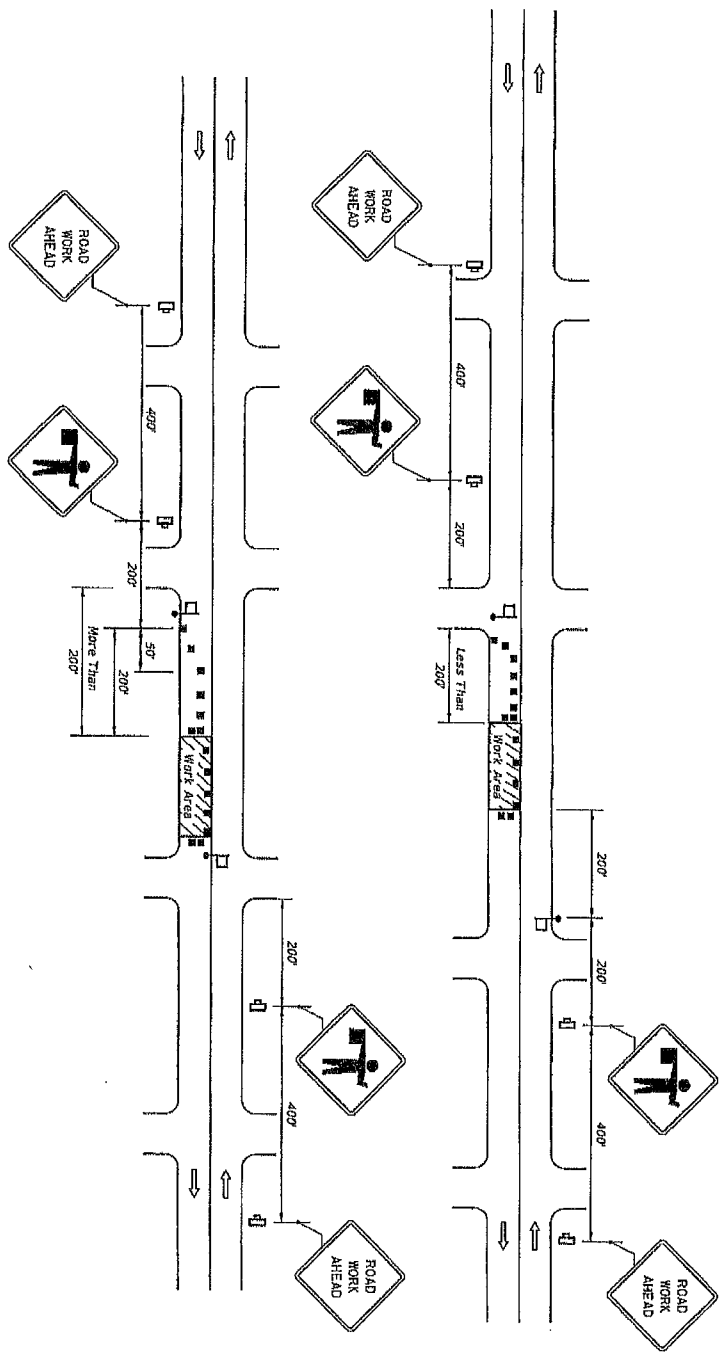 ROAD
WORK
AHEAD
400'
200'
Less Than
200'
Work Area
200'
200'
400'
ROAD
WORK
AHEAD
ROAD
WORK
AHEAD
400'
200'
50'
200'
More Than
200'
Work Area
200'
400'
ROAD
WORK
AHEAD